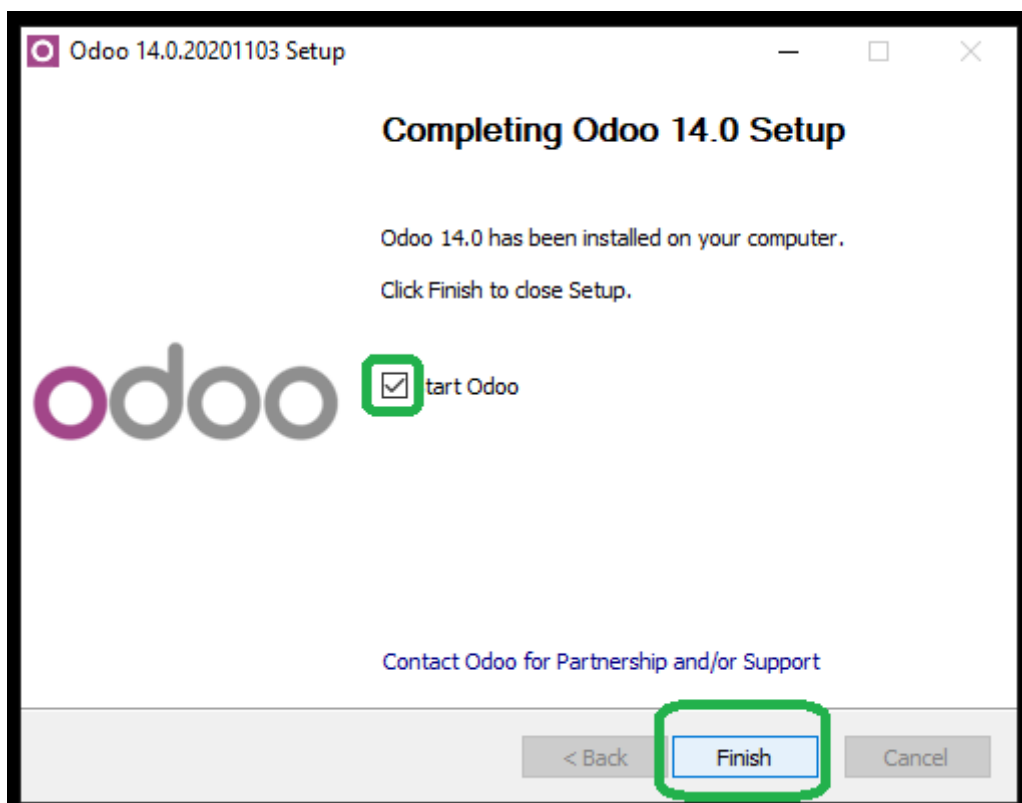 Odoo 14.0.20201103 Setup
Completing Odoo 14.0 Setup
Odoo 14.0 has been installed on your computer.
Click Finish to close Setup.
odoo
tart Odoo
Contact Odoo for Partnership and/or Support
< Back Finish Cancel